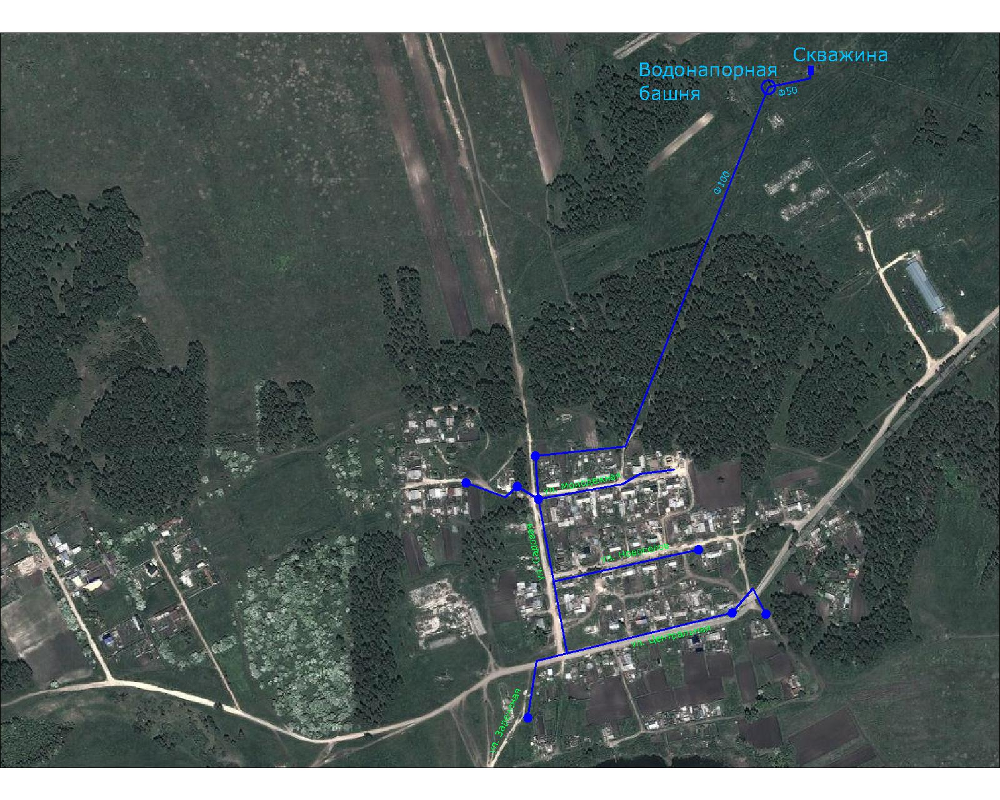 Скважина
Водонапорная
башня
Ф50
Ф100
ул. Молодежная
ул. Садовая
ул. Новоселов
ул. Центральная
ул. Заречная